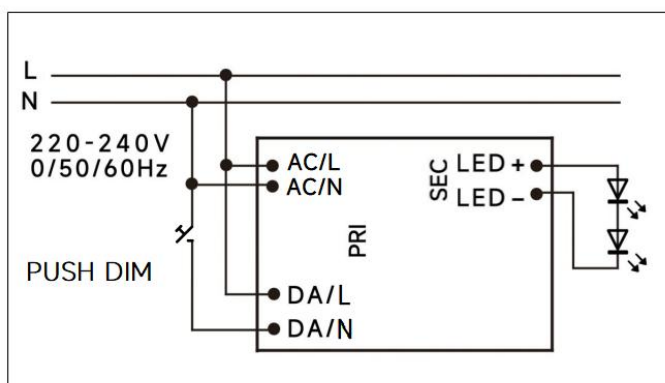 L
N
220-240V
0/50/60Hz
PUSH DIM
AC/L
AC/N
PRI
DA/L
DA/N
SEC
LED +
LED -